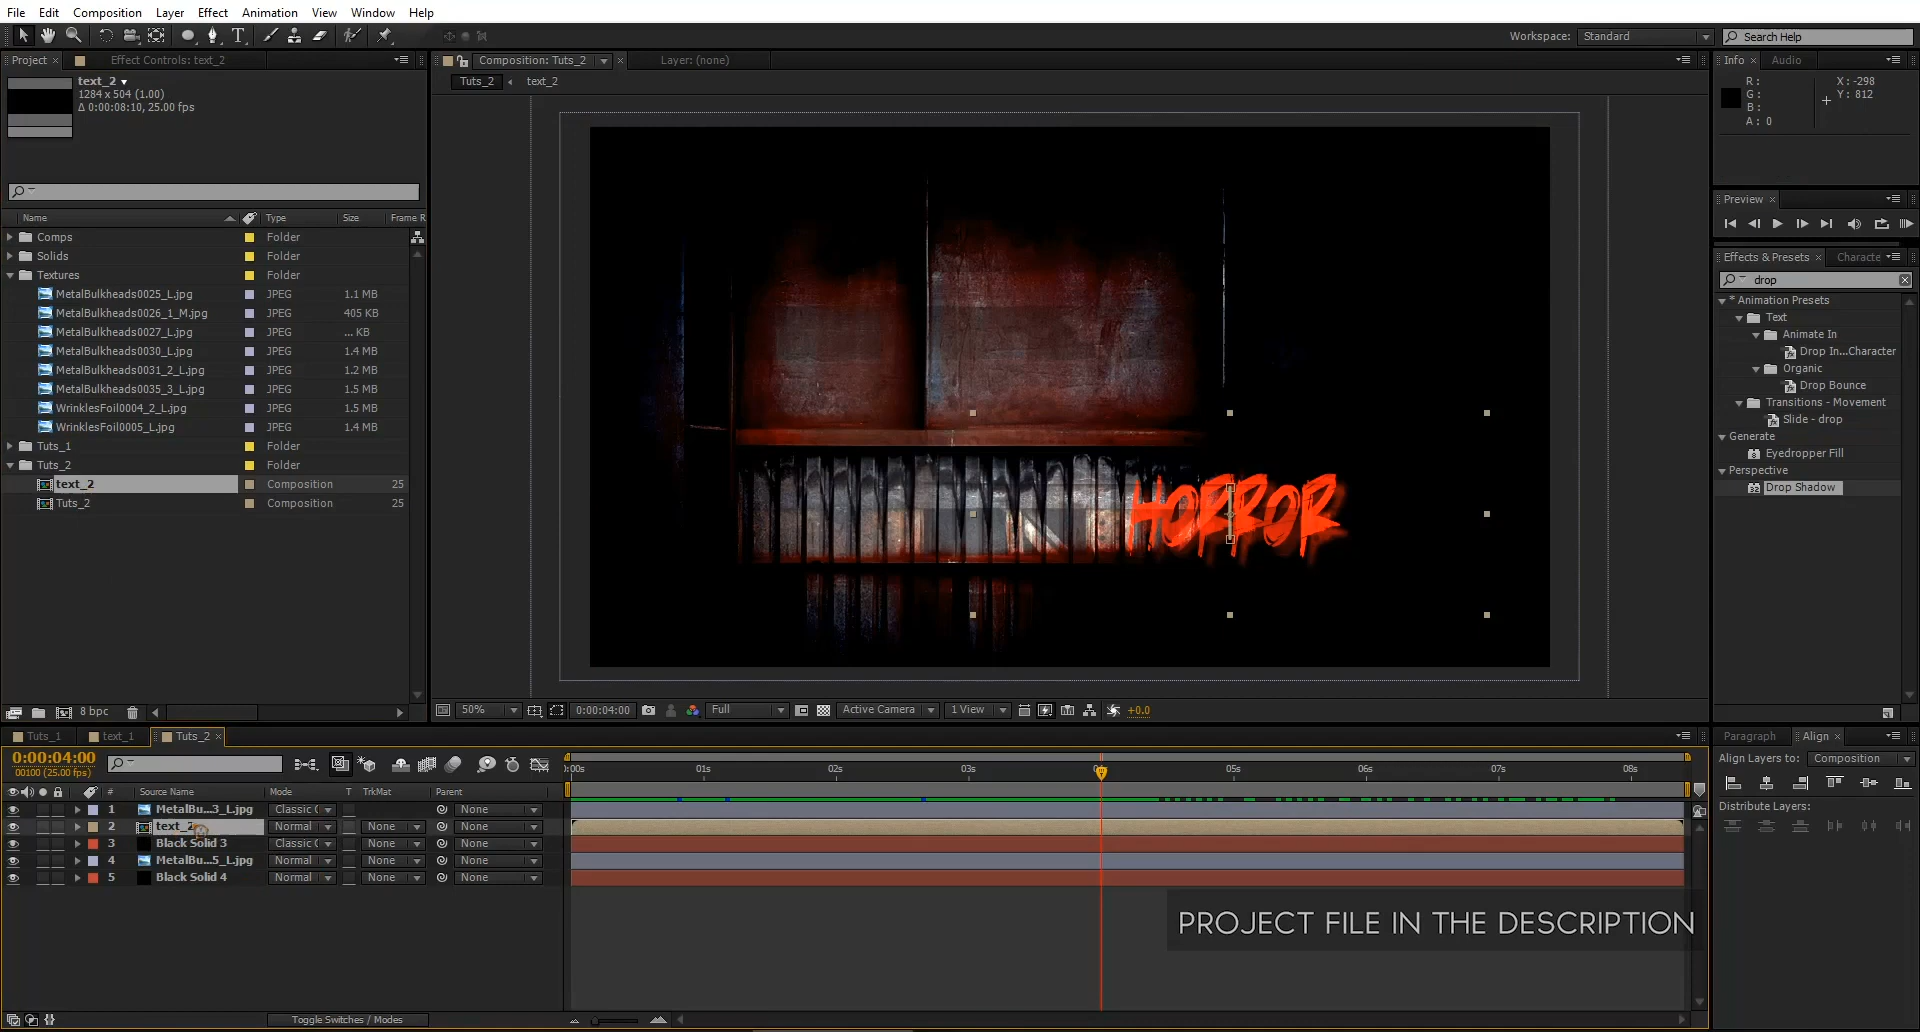 File Edit Composition Layer Effect Animation View Window Help
Workspace: Standard Search Help
Project Effect Controls: text_2
Composition: Tuts_2 Layer: (none)
Info Audio
text_2
1284 x 504 (1.00)
Δ 0:00:08:10, 25.00 fps
Tuts_2 text_2
R :
G :
B :
A : 0
X : -298
Y : 812
Preview
Name Type Size Frame R
Comps Folder
Solids Folder
Textures Folder
MetalBulkheads0025_L.jpg JPEG 1.1 MB
MetalBulkheads0026_1_M.jpg JPEG 405 KB
MetalBulkheads0027_L.jpg JPEG ... KB
MetalBulkheads0030_L.jpg JPEG 1.4 MB
MetalBulkheads0031_2_L.jpg JPEG 1.2 MB
MetalBulkheads0035_3_L.jpg JPEG 1.5 MB
WrinklesFoil0004_2_L.jpg JPEG 1.5 MB
WrinklesFoil0005_L.jpg JPEG 1.4 MB
Tuts_1 Folder
Tuts_2 Folder
text_2 Composition 25
Tuts_2 Composition 25
8 bpc
HORROR
Effects & Presets Characte
drop
* Animation Presets
Text
Animate In
Drop In...Character
Organic
Drop Bounce
Transitions - Movement
Slide - drop
Generate
Eyedropper Fill
Perspective
32 Drop Shadow
50% 0:00:04:00 Full Active Camera 1 View +0.0
Tuts_1 text_1 Tuts_2
0:00:04:00
00100 (25.00 fps)
# Source Name Mode T TrkMat Parent
):00s 01s 02s 03s 05s 06s 07s 08s
1 MetalBu...3_L.jpg Classic ( None
2 text_2 Normal None None
3 Black Solid 3 Classic ( None None
4 MetalBu...5_L.jpg Normal None None
5 Black Solid 4 Normal None None
Toggle Switches / Modes
Paragraph Align
Align Layers to: Composition
Distribute Layers:
PROJECT FILE IN THE DESCRIPTION